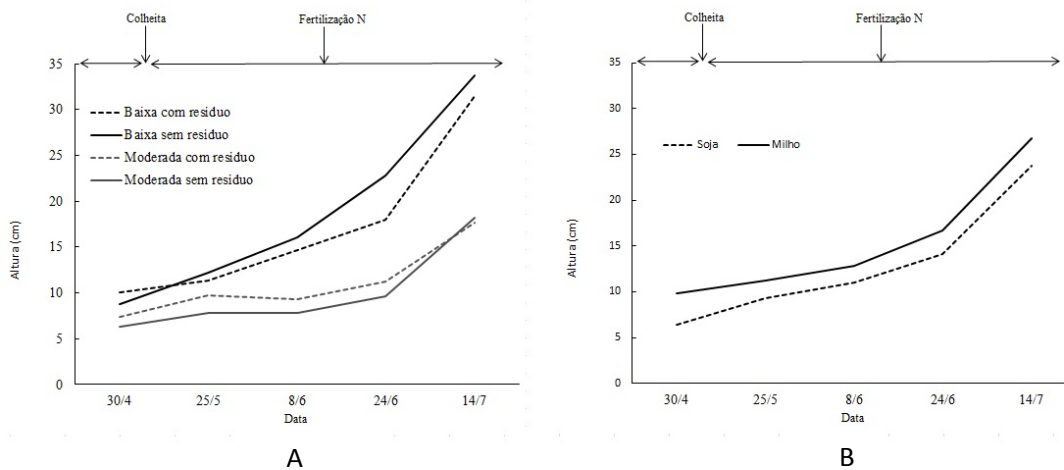 Colheita
Fertilização N
35
30
25
20
15
10
5
0
Altura (cm)
Baixa com resíduo
Baixa sem resíduo
Moderada com resíduo
Moderada sem resíduo
30/4 25/5 8/6 24/6 14/7
Data
A
Colheita
Fertilização N
35
30
25
20
15
10
5
0
Altura (cm)
Soja Milho
30/4 25/5 8/6 24/6 14/7
Data
B